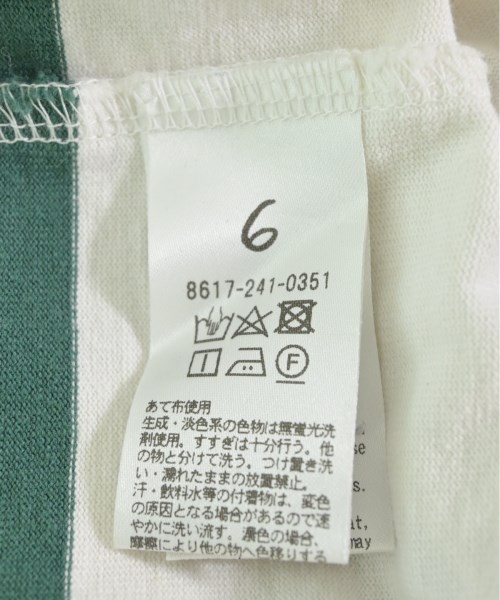 6
8617-241-0351
F
あて布使用
生成・淡色系の色物は無蛍光洗
剤使用。すすぎは十分行う。他
の物と分けて洗う。つけ置き洗
い・濡れたままの放置禁止。
汗・飲料水等の付着物は、変色
の原因となる場合があるので速
やかに洗い流す。濃色の場合、
摩擦により他の物へ色移りする
se
s.
at,
may